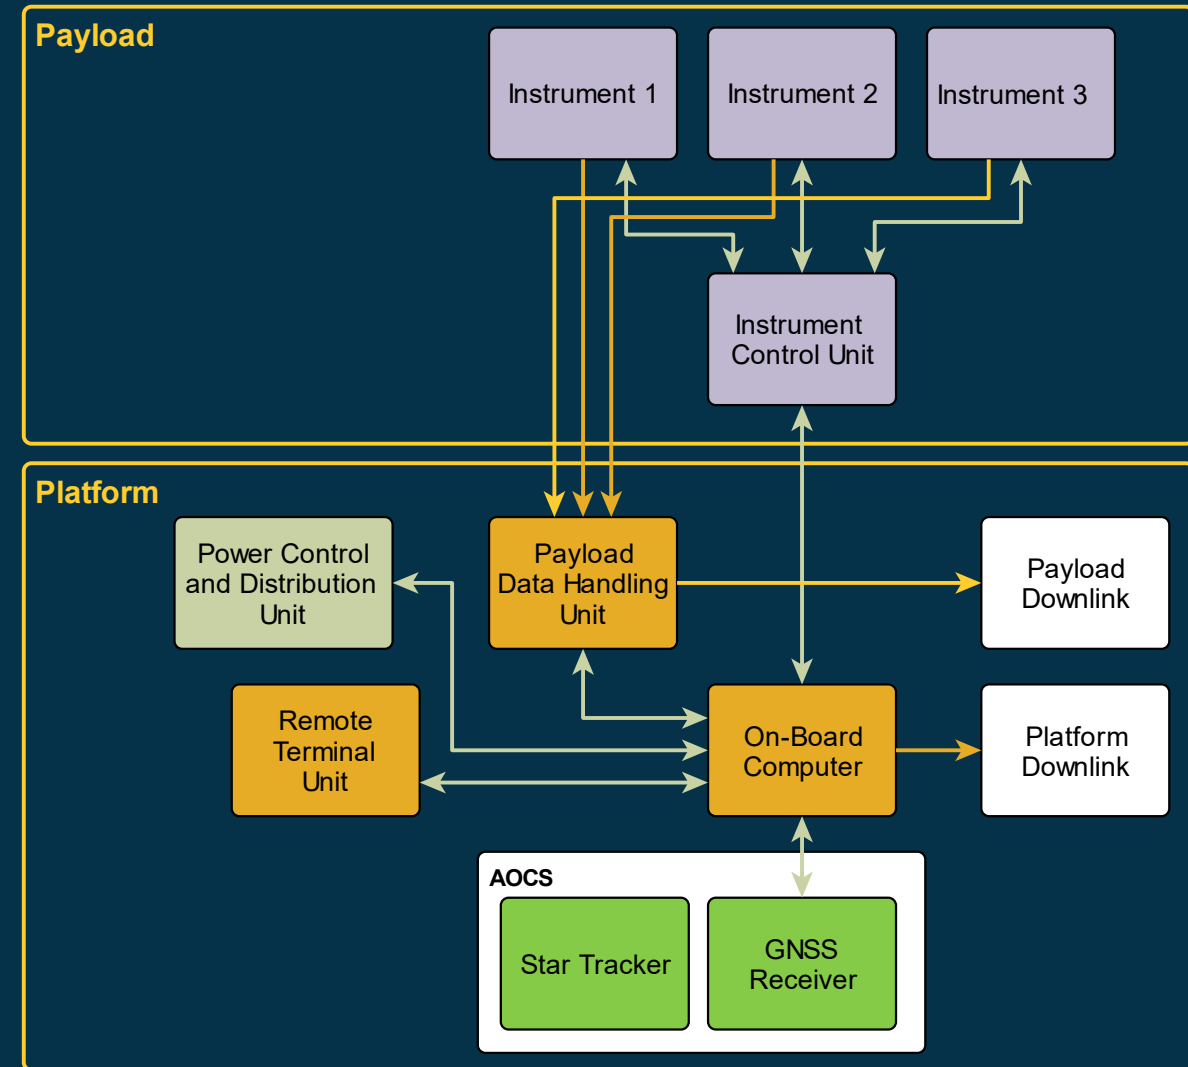 Payload
Instrument 1
Instrument 2
Instrument 3
Instrument
Control Unit
Platform
Power Control
and Distribution
Unit
Payload
Data Handling
Unit
Payload
Downlink
Remote
Terminal
Unit
On-Board
Computer
Platform
Downlink
AOCS
Star Tracker
GNSS
Receiver